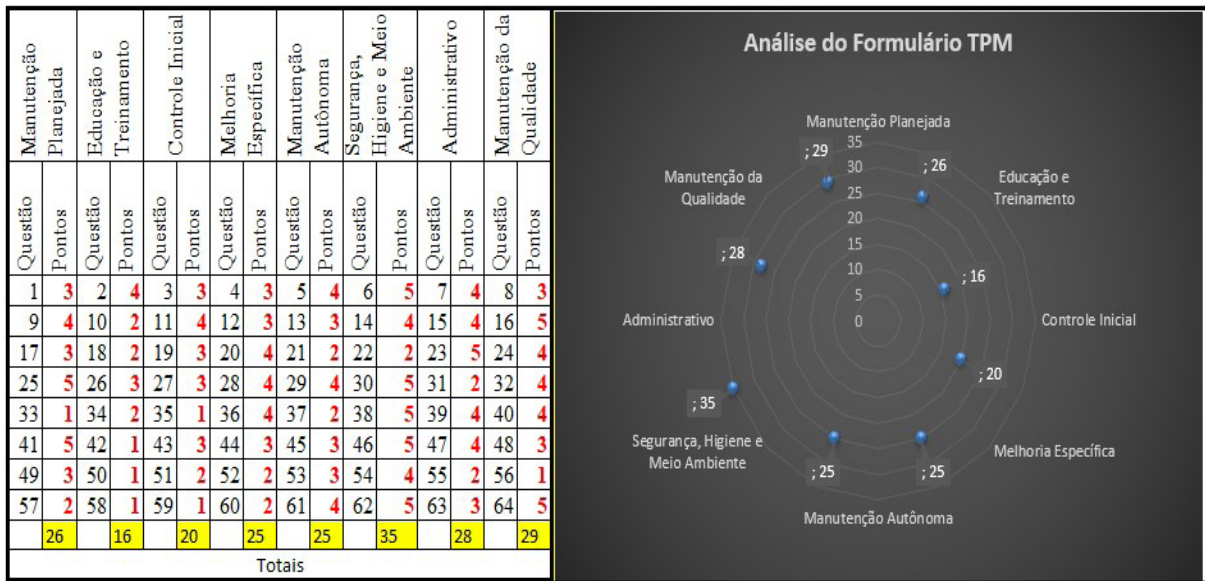 Manutenção
Planejada
Educação e
Treinamento
Controle Inicial
Melhoria
Específica
Manutenção
Autônoma
Segurança,
Higiene e Meio
Ambiente
Administrativo
Manutenção da
Qualidade
Questão Pontos Questão Pontos Questão Pontos Questão Pontos Questão Pontos Questão Pontos Questão Pontos Questão Pontos
1 3 2 4 3 3 4 3 5 4 6 5 7 4 8 3
9 4 10 2 11 4 12 3 13 3 14 4 15 4 16 5
17 3 18 2 19 3 20 4 21 2 22 2 23 5 24 4
25 5 26 3 27 3 28 4 29 4 30 5 31 2 32 4
33 1 34 2 35 1 36 4 37 2 38 5 39 4 40 4
41 5 42 1 43 3 44 3 45 3 46 5 47 4 48 3
49 3 50 1 51 2 52 2 53 3 54 4 55 2 56 1
57 2 58 1 59 1 60 2 61 4 62 5 63 3 64 5
26 16 20 25 25 35 28 29
Totais
Análise do Formulário TPM
Manutenção Planejada
35
; 29
30
; 26
25
Manutenção da
Qualidade
Educação e
Treinamento
20
15
; 28
10
; 16
5
0
Administrativo
Controle Inicial
; 20
; 35
Segurança, Higiene e
Meio Ambiente
Melhoria Específica
; 25
; 25
Manutenção Autônoma